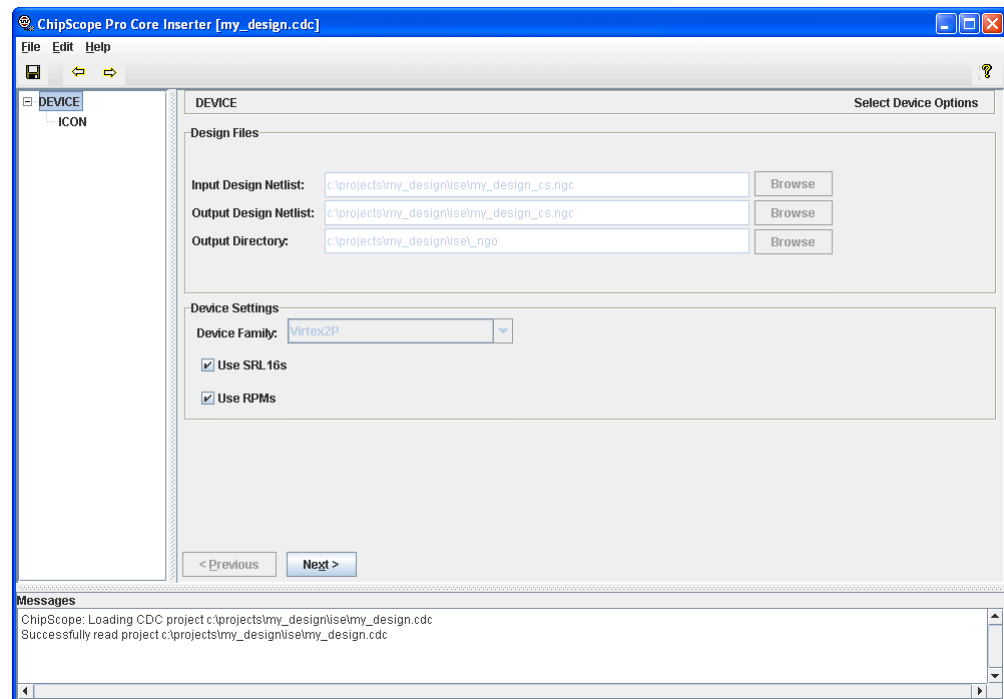 ChipScope Pro Core Inserter [my_design.cdc]
File Edit Help
DEVICE
ICON
DEVICE Select Device Options
Design Files
Input Design Netlist: c:\projects\my_design\ise\my_design_cs.ngc Browse
Output Design Netlist: c:\projects\my_design\ise\my_design_cs.ngc Browse
Output Directory: c:\projects\my_design\ise\_ngo Browse
Device Settings
Device Family: Virtex2P
Use SRL16s
Use RPMs
< Previous Next >
Messages
ChipScope: Loading CDC project c:\projects\my_design\ise\my_design.cdc
Successfully read project c:\projects\my_design\ise\my_design.cdc